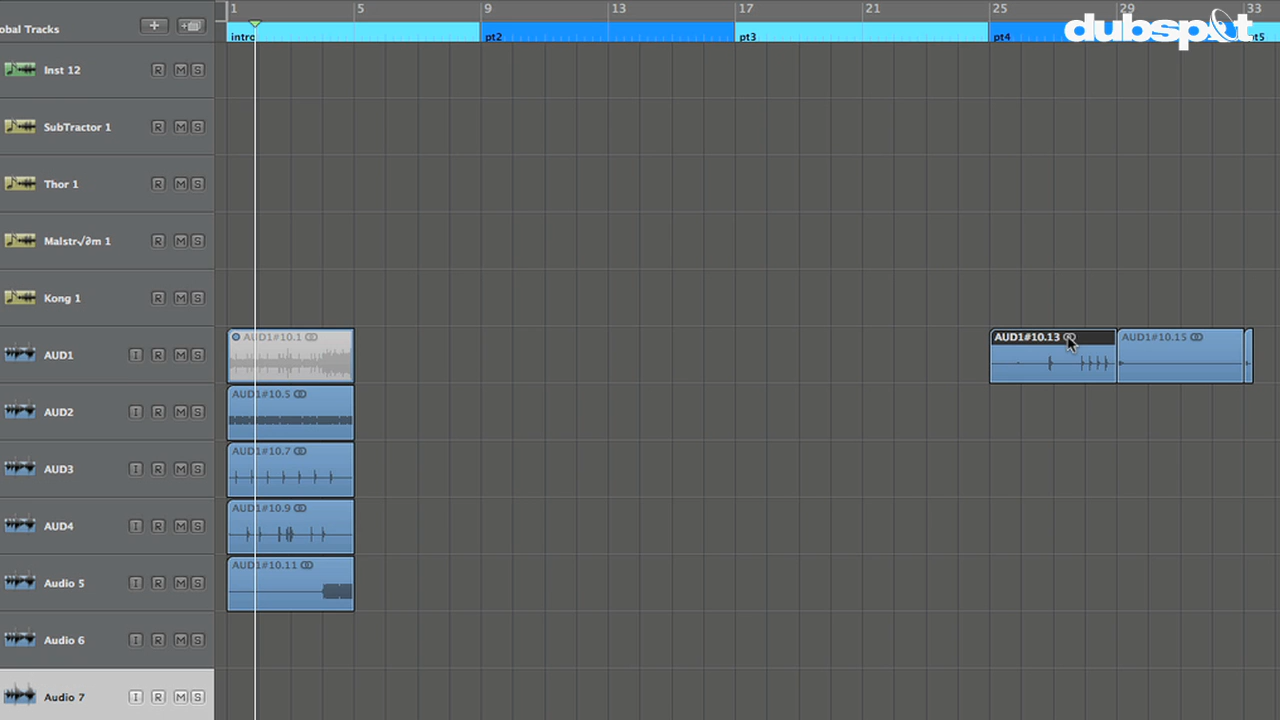 1 5 9 13 17 21 25 29 33
obal Tracks
intro pt2 pt3 pt4 pt5
dubspot
Inst 12 R M S
SubTractor 1 R M S
Thor 1 R M S
Malstr√∂m 1 R M S
Kong 1 R M S
AUD1 I R M S
AUD1#10.1
AUD1#10.13
AUD1#10.15
AUD2 I R M S
AUD1#10.5
AUD3 I R M S
AUD1#10.7
AUD4 I R M S
AUD1#10.9
Audio 5 I R M S
AUD1#10.11
Audio 6 I R M S
Audio 7 I R M S